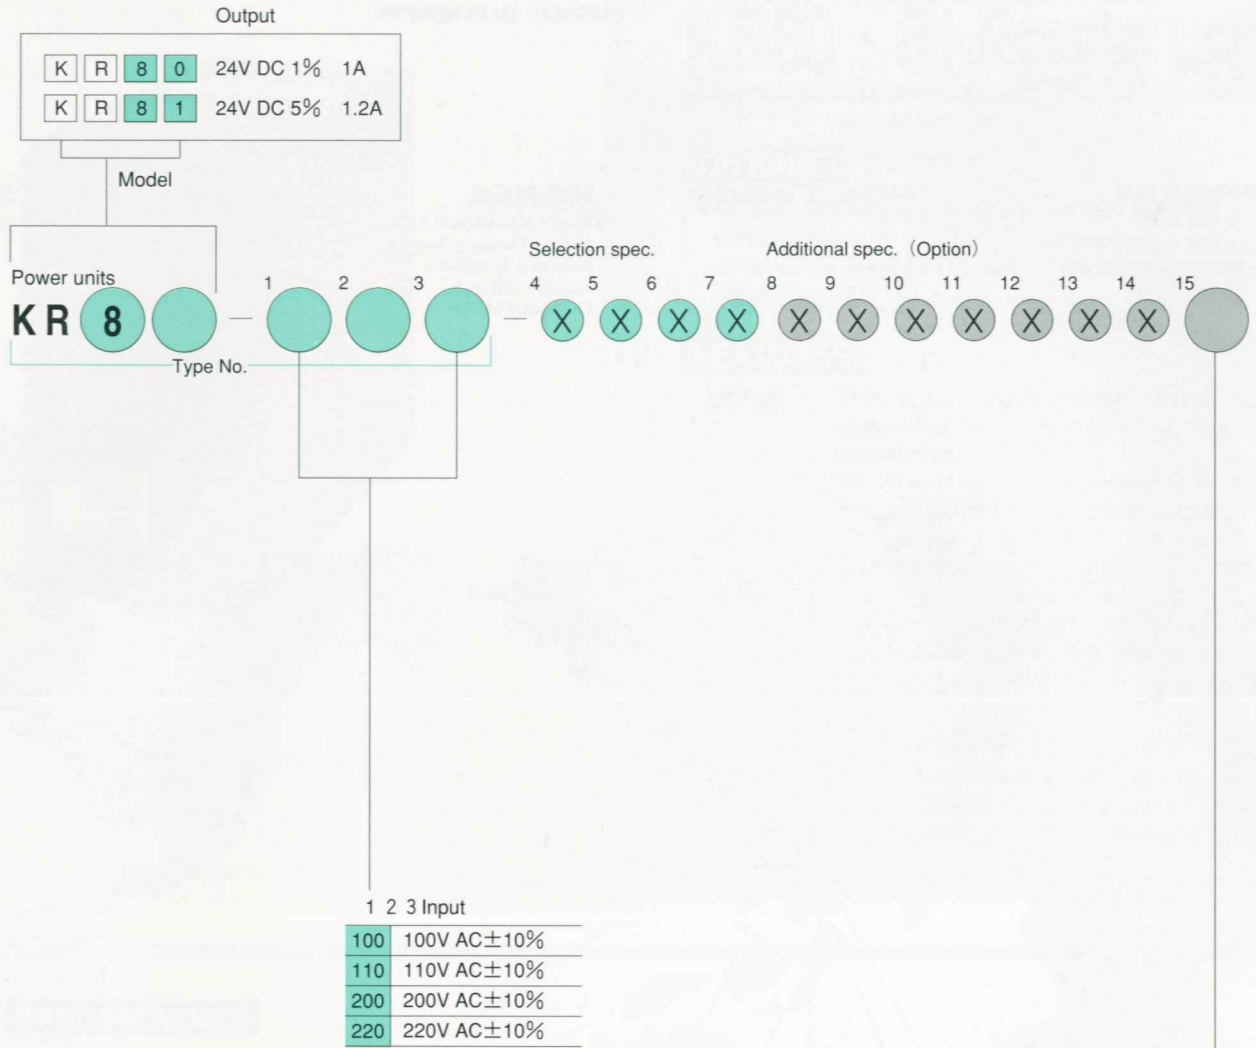 Output
K R 8 0 24V DC 1% 1A
K R 8 1 24V DC 5% 1.2A
Model
Selection spec. Additional spec. (Option)
Power units
1 2 3 4 5 6 7 8 9 10 11 12 13 14 15
KR 8 — — X X X X X X X X X X X
Type No.
1 2 3 Input
100 100V AC±10%
110 110V AC±10%
200 200V AC±10%
220 220V AC±10%